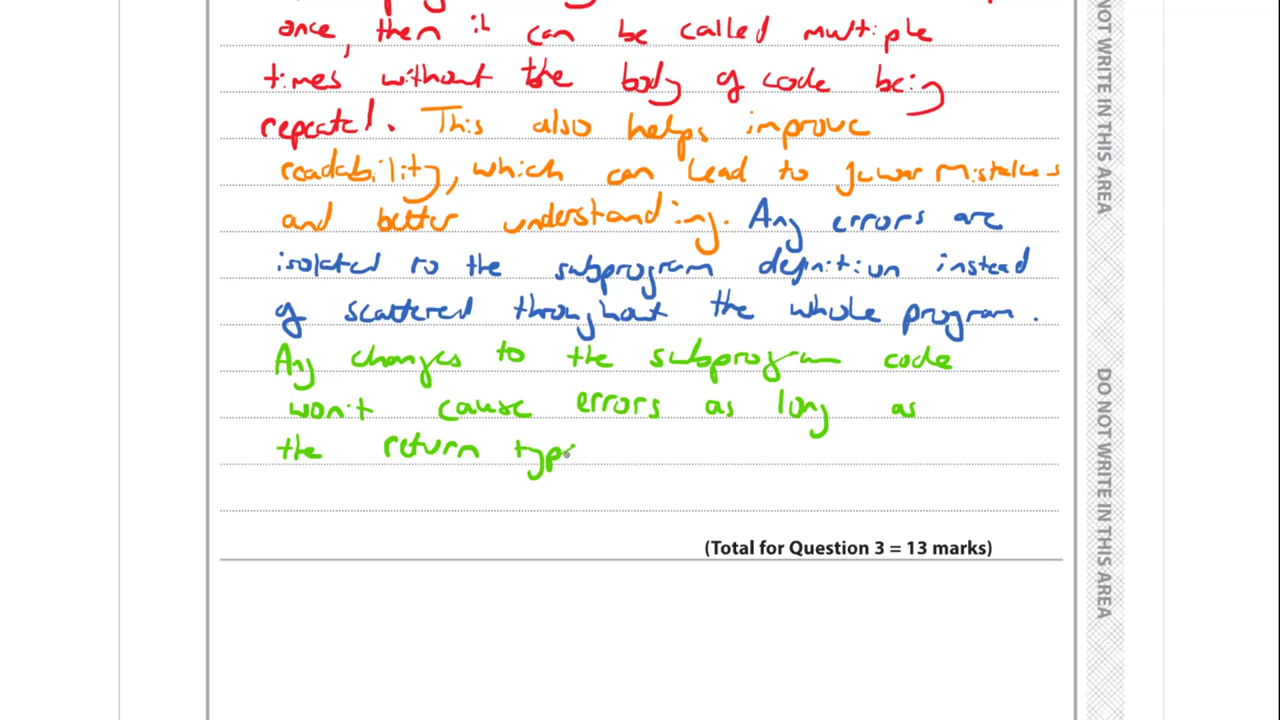 once, then it can be called multiple
times without the body of code being
repeated. This also helps improve
readability, which can lead to fewer mistakes
and better understanding. Any errors are
isolated to the subprogram definition instead
of scattered throughout the whole program.
Any changes to the subprogram code
won't cause errors as long as
the return typ
(Total for Question 3 = 13 marks)
NOT WRITE IN THIS AREA
DO NOT WRITE IN THIS AREA